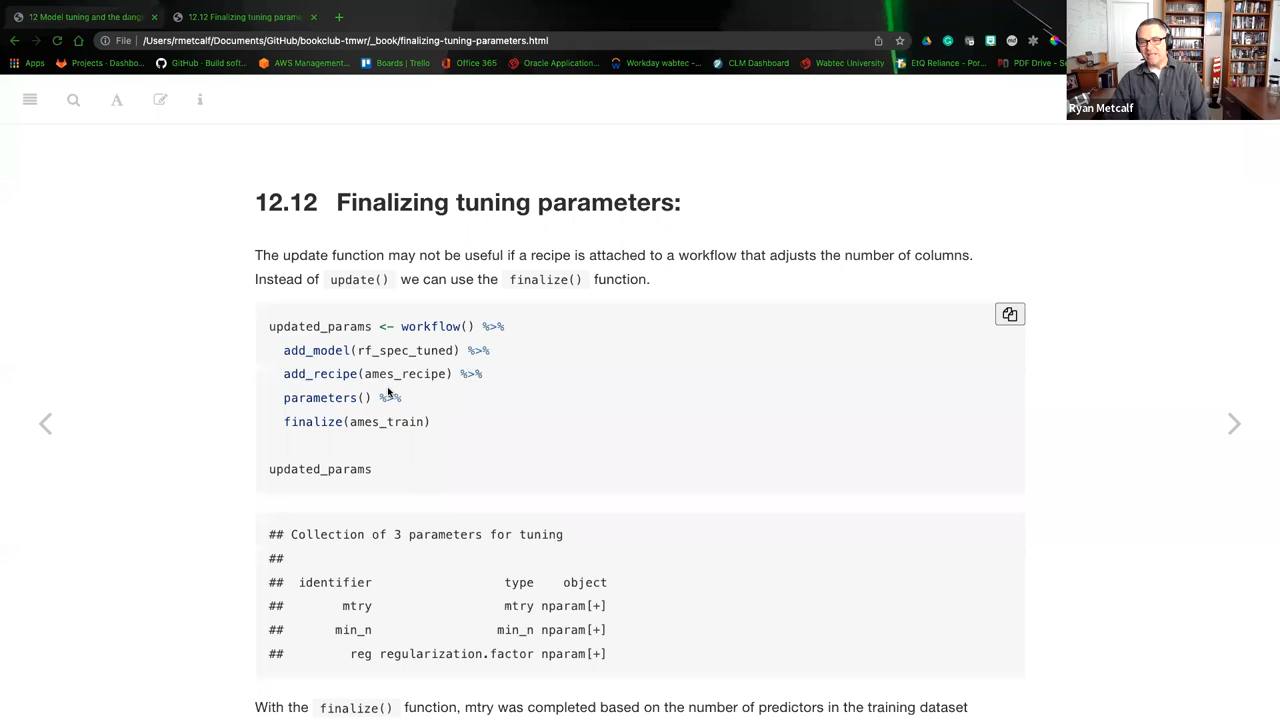 12 Model tuning and the dang
12.12 Finalizing tuning parame
File
/Users/rmetcalf/Documents/GitHub/bookclub-tmwr/_book/finalizing-tuning-parameters.html
Apps
Projects - Dashbo...
GitHub · Build soft...
AWS Management...
Boards | Trello
Office 365
Oracle Application...
Workday wabtec -...
CLM Dashboard
Wabtec University
EtQ Reliance - Por...
PDF Drive - Se
Ryan Metcalf
12.12 Finalizing tuning parameters:
The update function may not be useful if a recipe is attached to a workflow that adjusts the number of columns.
Instead of update() we can use the finalize() function.
updated_params <- workflow() %>%
add_model(rf_spec_tuned) %>%
add_recipe(ames_recipe) %>%
parameters() %>%
finalize(ames_train)
updated_params
## Collection of 3 parameters for tuning
##
## identifier type object
## mtry mtry nparam[+]
## min_n min_n nparam[+]
## reg regularization.factor nparam[+]
With the finalize() function, mtry was completed based on the number of predictors in the training dataset